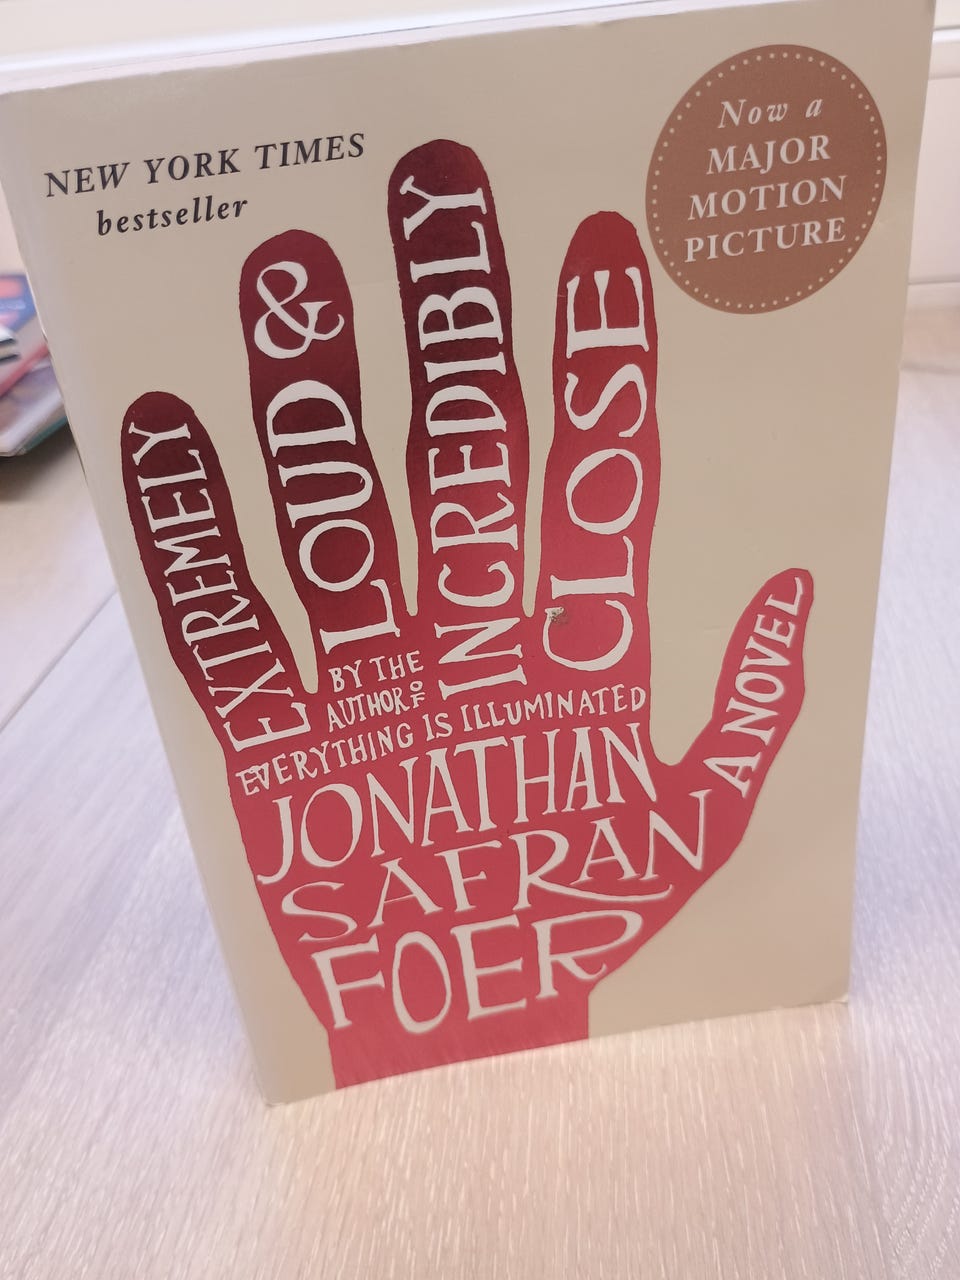 NEW YORK TIMES
bestseller
Now a
MAJOR
MOTION
PICTURE
EXTREMELY
LOUD &
INCREDIBLY
CLOSE
A NOVEL
BY THE
AUTHOR OF
EVERYTHING IS ILLUMINATED
JONATHAN
SAFRAN
FOER